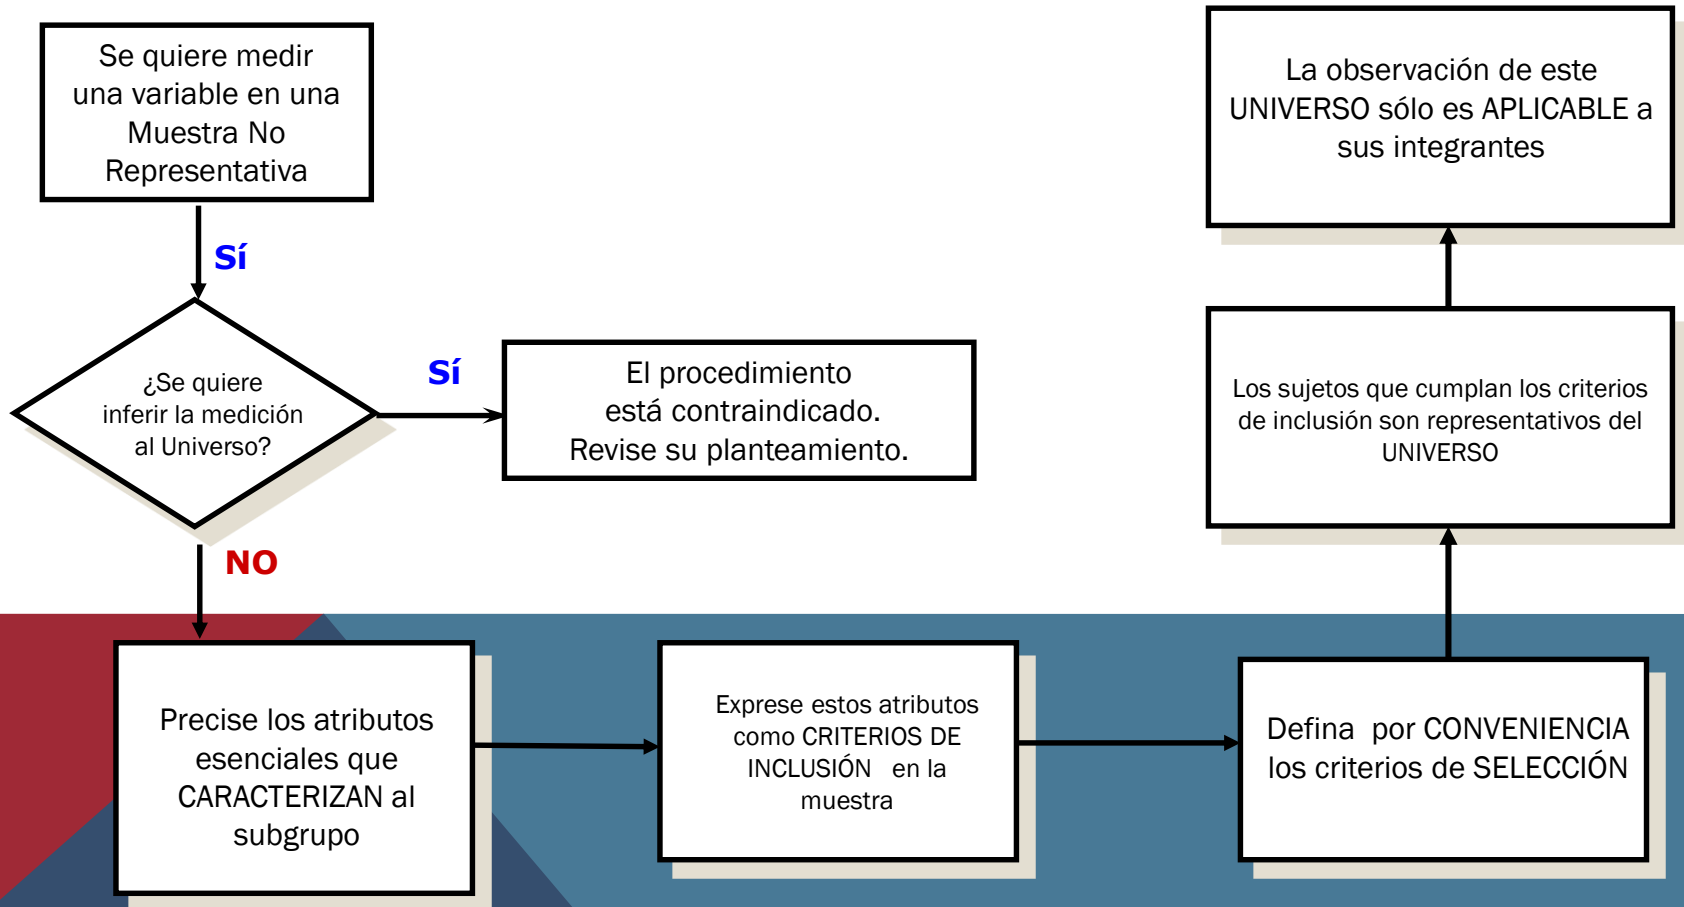 Se quiere medir
una variable en una
Muestra No
Representativa
Sí
¿Se quiere
inferir la medición
al Universo?
Sí
El procedimiento
está contraindicado.
Revise su planteamiento.
NO
Precise los atributos
esenciales que
CARACTERIZAN al
subgrupo
Exprese estos atributos
como CRITERIOS DE
INCLUSIÓN en la
muestra
Defina por CONVENIENCIA
los criterios de SELECCIÓN
Los sujetos que cumplan los criterios
de inclusión son representativos del
UNIVERSO
La observación de este
UNIVERSO sólo es APLICABLE a
sus integrantes